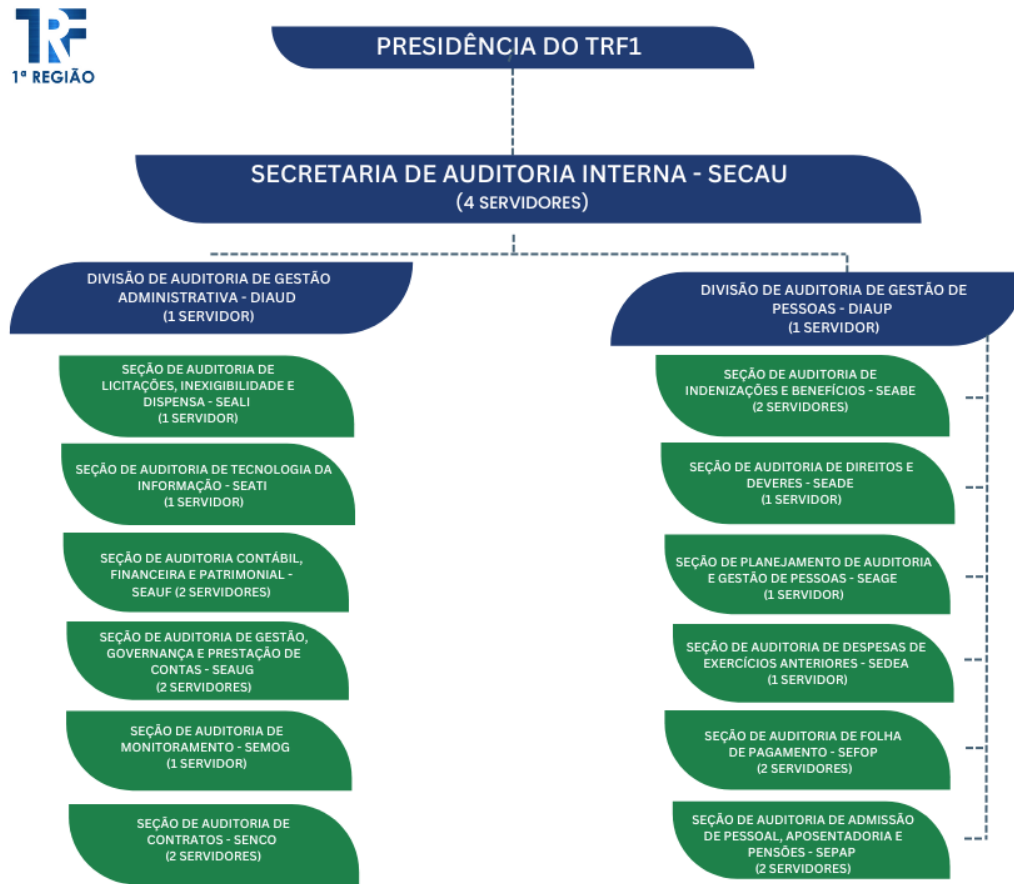 TRF
1ª REGIÃO
PRESIDÊNCIA DO TRF1
SECRETARIA DE AUDITORIA INTERNA - SECAU
(4 SERVIDORES)
DIVISÃO DE AUDITORIA DE GESTÃO
ADMINISTRATIVA - DIAUD
(1 SERVIDOR)
SEÇÃO DE AUDITORIA DE
LICITAÇÕES, INEXIGIBILIDADE E
DISPENSA - SEALI
(1 SERVIDOR)
SEÇÃO DE AUDITORIA DE TECNOLOGIA DA
INFORMAÇÃO - SEATI
(1 SERVIDOR)
SEÇÃO DE AUDITORIA CONTÁBIL,
FINANCEIRA E PATRIMONIAL -
SEAUF (2 SERVIDORES)
SEÇÃO DE AUDITORIA DE GESTÃO,
GOVERNANÇA E PRESTAÇÃO DE
CONTAS - SEAUG
(2 SERVIDORES)
SEÇÃO DE AUDITORIA DE
MONITORAMENTO - SEMOG
(1 SERVIDOR)
SEÇÃO DE AUDITORIA DE
CONTRATOS - SENCO
(2 SERVIDORES)
DIVISÃO DE AUDITORIA DE GESTÃO DE
PESSOAS - DIAUP
(1 SERVIDOR)
SEÇÃO DE AUDITORIA DE
INDENIZAÇÕES E BENEFÍCIOS - SEABE
(2 SERVIDORES)
SEÇÃO DE AUDITORIA DE DIREITOS E
DEVERES - SEADE
(1 SERVIDOR)
SEÇÃO DE PLANEJAMENTO DE AUDITORIA
E GESTÃO DE PESSOAS - SEAGE
(1 SERVIDOR)
SEÇÃO DE AUDITORIA DE DESPESAS DE
EXERCÍCIOS ANTERIORES - SEDEA
(1 SERVIDOR)
SEÇÃO DE AUDITORIA DE FOLHA
DE PAGAMENTO - SEFOP
(2 SERVIDORES)
SEÇÃO DE AUDITORIA DE ADMISSÃO
DE PESSOAL, APOSENTADORIA E
PENSÕES - SEPAP
(2 SERVIDORES)